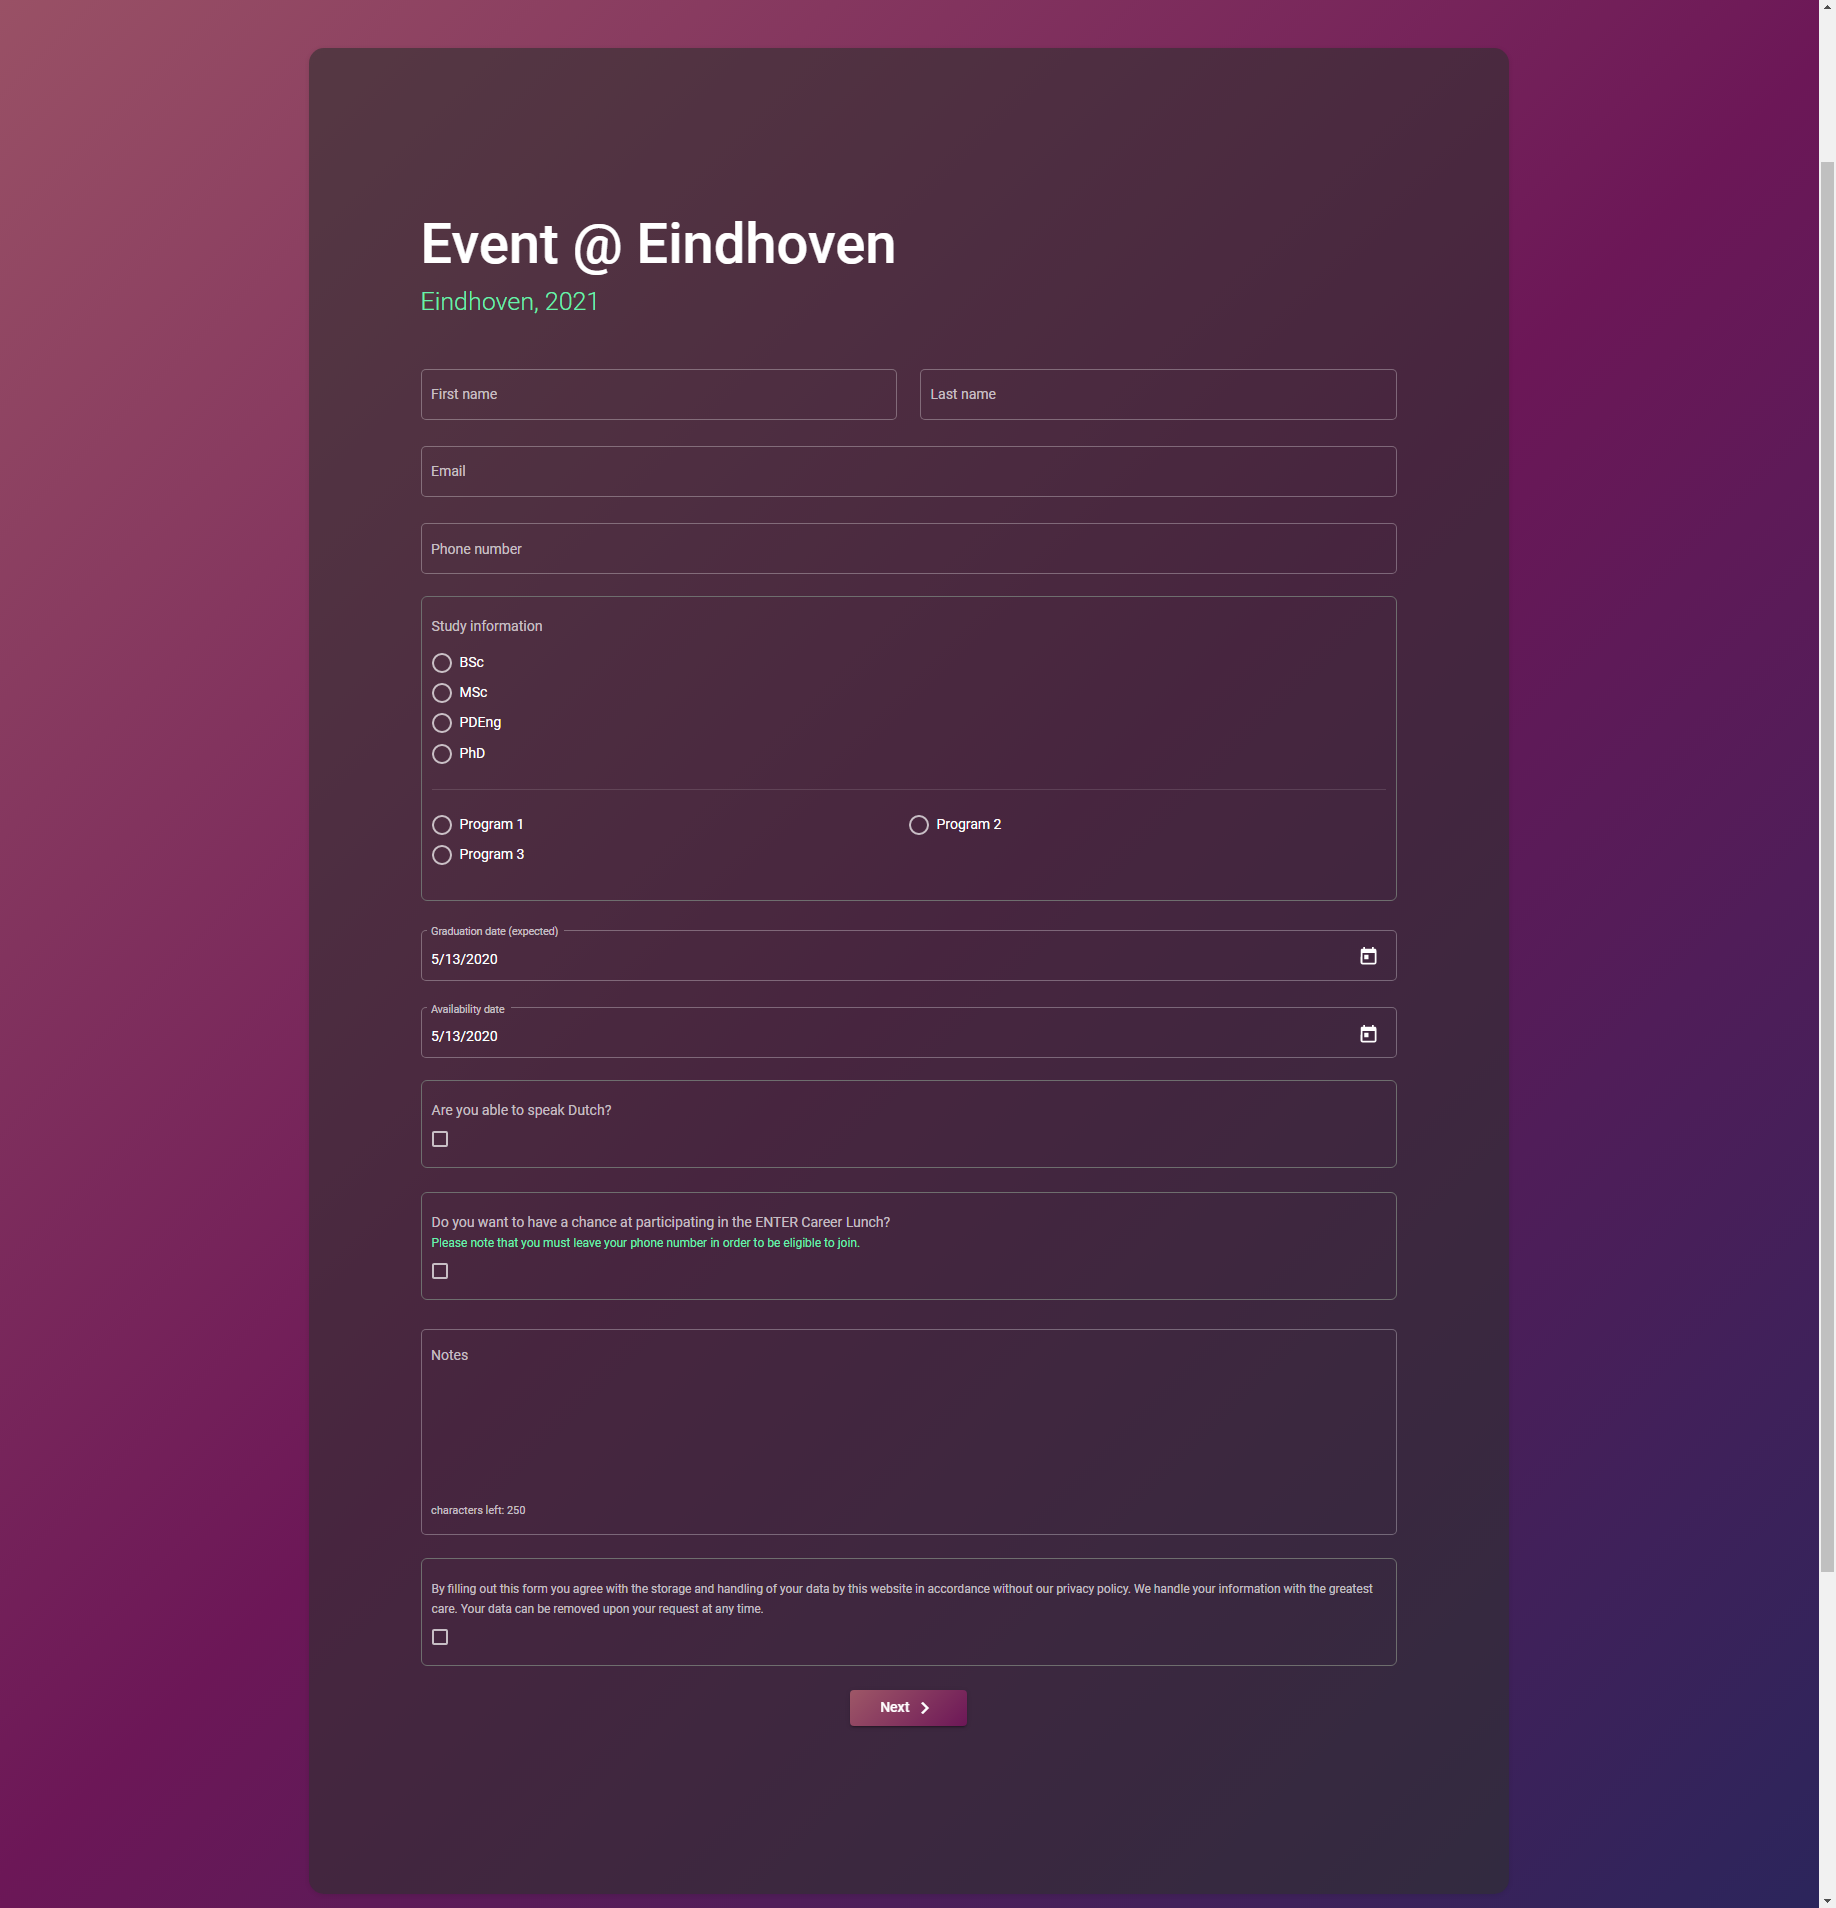 Event @ Eindhoven
Eindhoven, 2021
First name
Last name
Email
Phone number
Study information
BSc
MSc
PDEng
PhD
Program 1
Program 2
Program 3
Graduation date (expected)
5/13/2020
Availability date
5/13/2020
Are you able to speak Dutch?
Do you want to have a chance at participating in the ENTER Career Lunch?
Please note that you must leave your phone number in order to be eligible to join.
Notes
characters left: 250
By filling out this form you agree with the storage and handling of your data by this website in accordance without our privacy policy. We handle your information with the greatest
care. Your data can be removed upon your request at any time.
Next